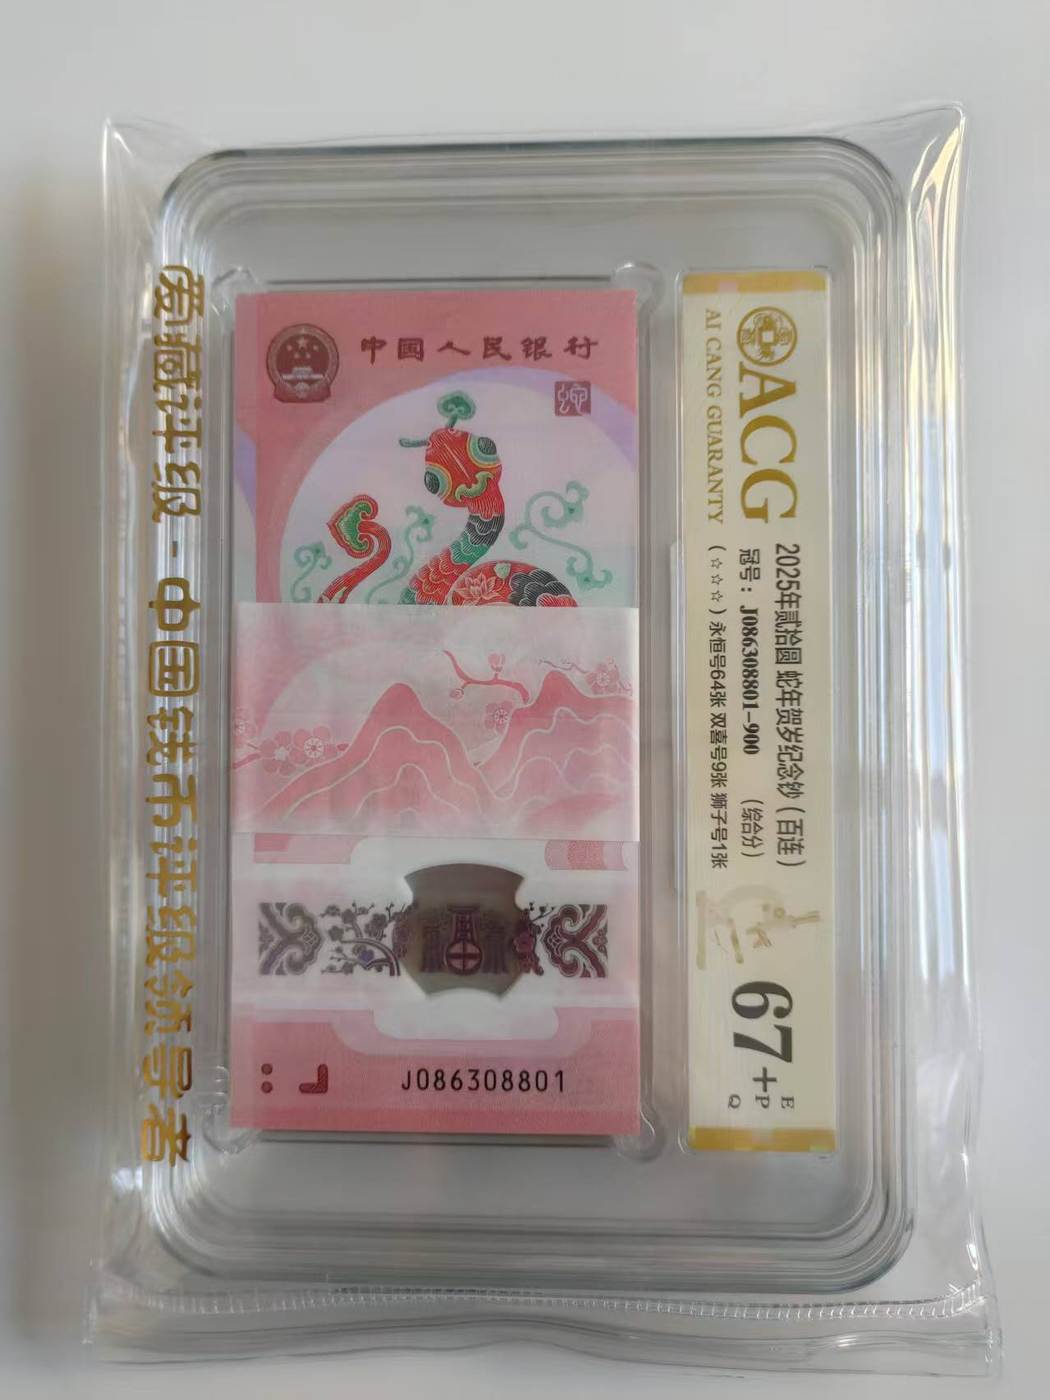 爱藏评级-中国钱币评级领导者
中国人民银行
蛇
J086308801
ACG
AI CANG GUARANTY
2025年贰拾圆 蛇年贺岁纪念钞（百连）
冠号：J086308801-900 （综合分）
（☆☆☆）永恒号64张 双喜号9张 狮子号1张
67+
E
P
Q